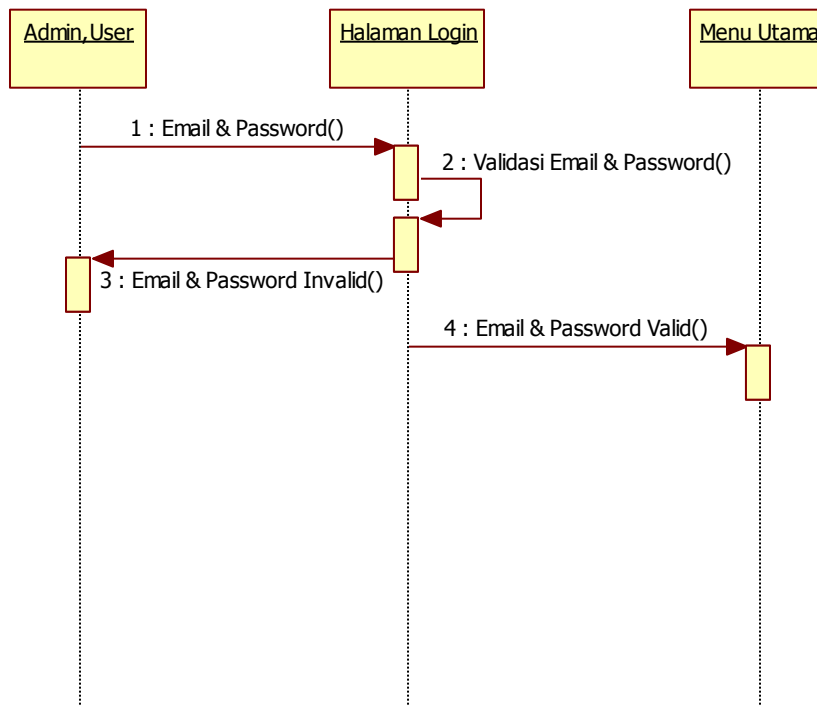 Admin,User
Halaman Login
Menu Utama
1 : Email & Password()
2 : Validasi Email & Password()
3 : Email & Password Invalid()
4 : Email & Password Valid()